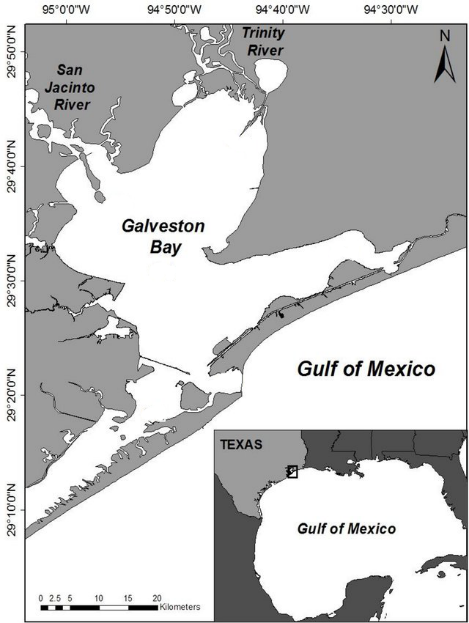 95°0'0"W 94°50'0"W 94°40'0"W 94°30'0"W
29°50'0"N
29°40'0"N
29°30'0"N
29°20'0"N
29°10'0"N
Trinity
River
N
San
Jacinto
River
Galveston
Bay
Gulf of Mexico
TEXAS
Gulf of Mexico
0 2.5 5 10 15 20
Kilometers